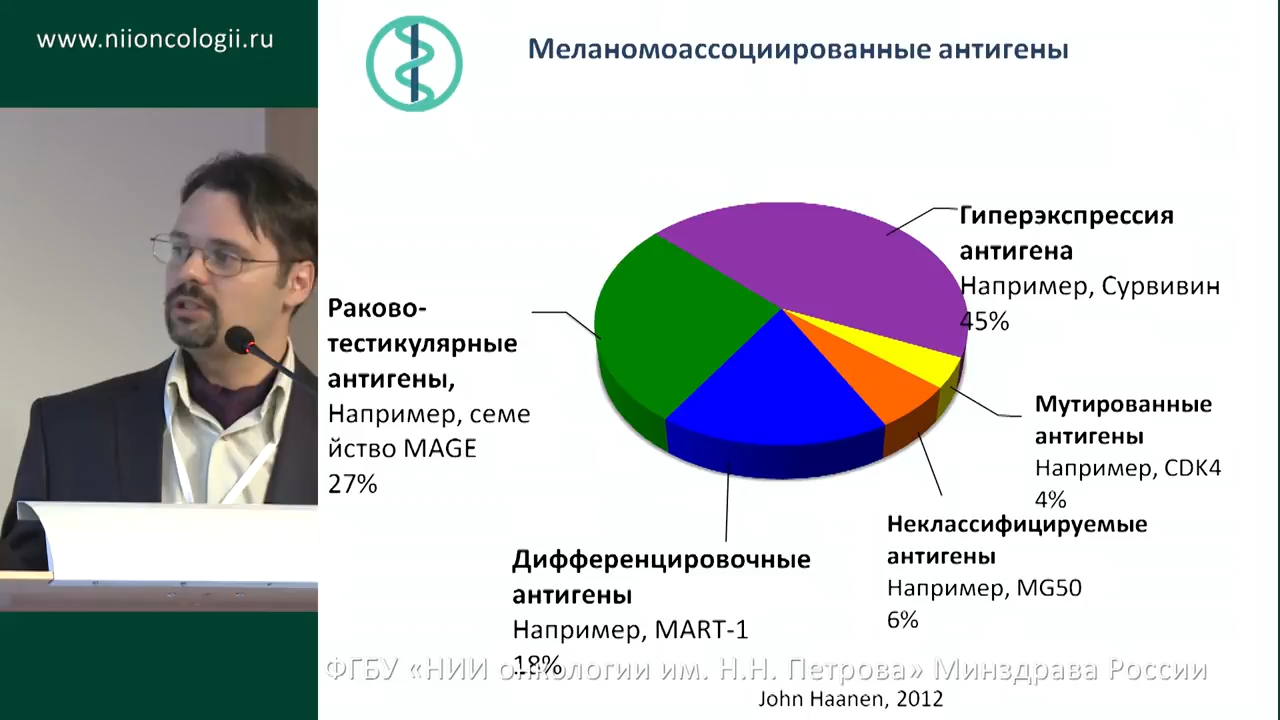 www.niioncologii.ru
Меланомоассоциированные антигены
Гиперэкспрессия
антигена
Например, Сурвивин
45%
Раково-
тестикулярные
антигены,
Например, семе
йство MAGE
27%
Мутированные
антигены
Например, CDK4
4%
Неклассифицируемые
антигены
Например, MG50
6%
Дифференцировочные
антигены
Например, MART-1
18%
ФГБУ «НИИ онкологии им. Н.Н. Петрова» Минздрава России
John Haanen, 2012